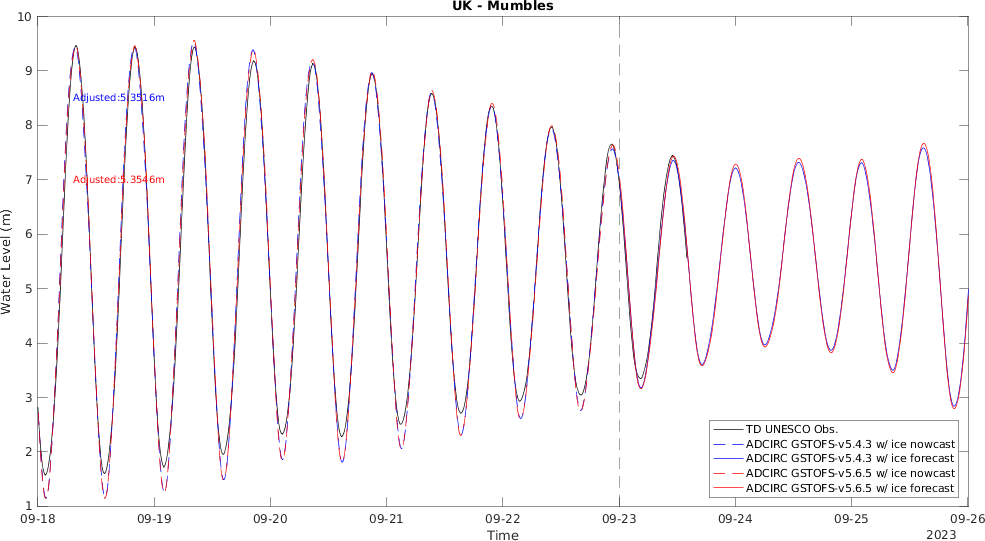 UK - Mumbles
10
9
8
7
6
5
4
3
2
1
Water Level (m)
Adjusted:5.3516m
Adjusted:5.3546m
TD UNESCO Obs.
ADCIRC GSTOFS-v5.4.3 w/ ice nowcast
ADCIRC GSTOFS-v5.4.3 w/ ice forecast
ADCIRC GSTOFS-v5.6.5 w/ ice nowcast
ADCIRC GSTOFS-v5.6.5 w/ ice forecast
09-18 09-19 09-20 09-21 09-22 09-23 09-24 09-25 09-26
Time
2023